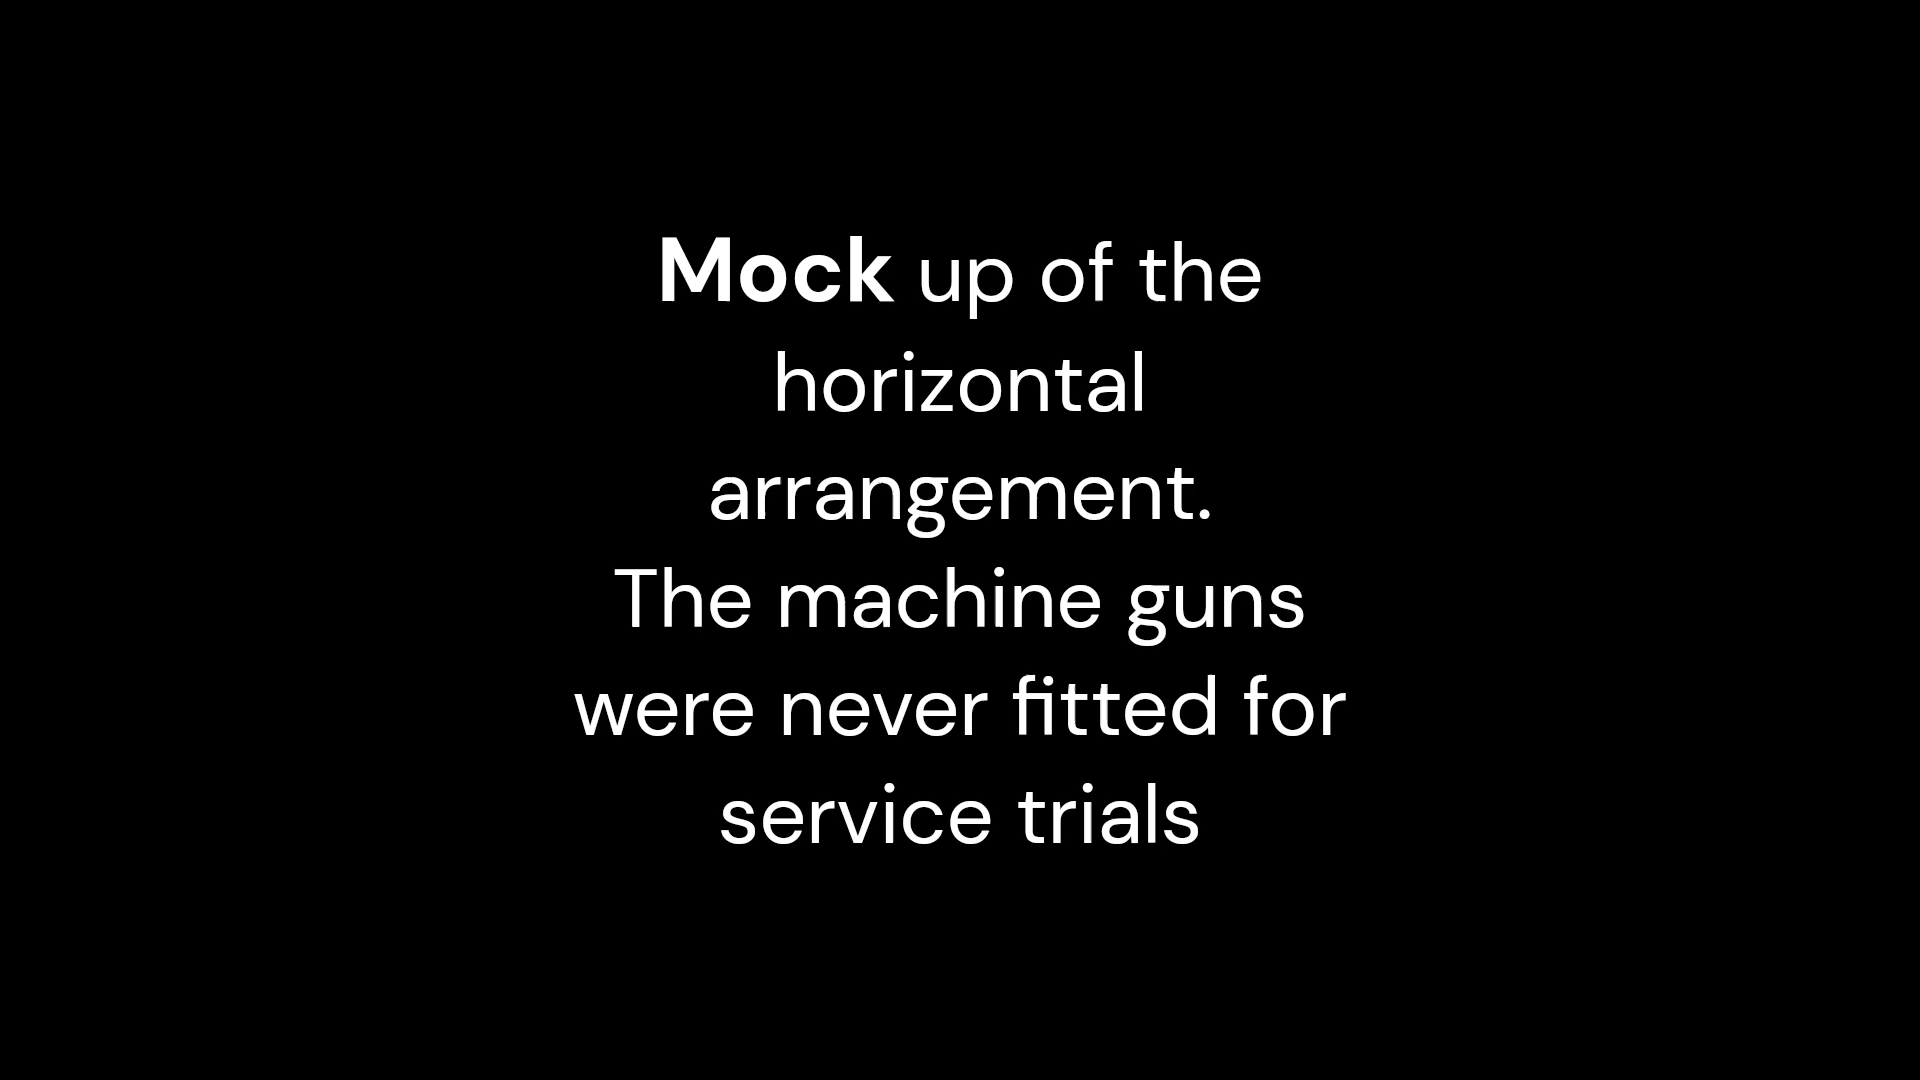 Mock up of the
horizontal
arrangement.
The machine guns
were never fitted for
service trials